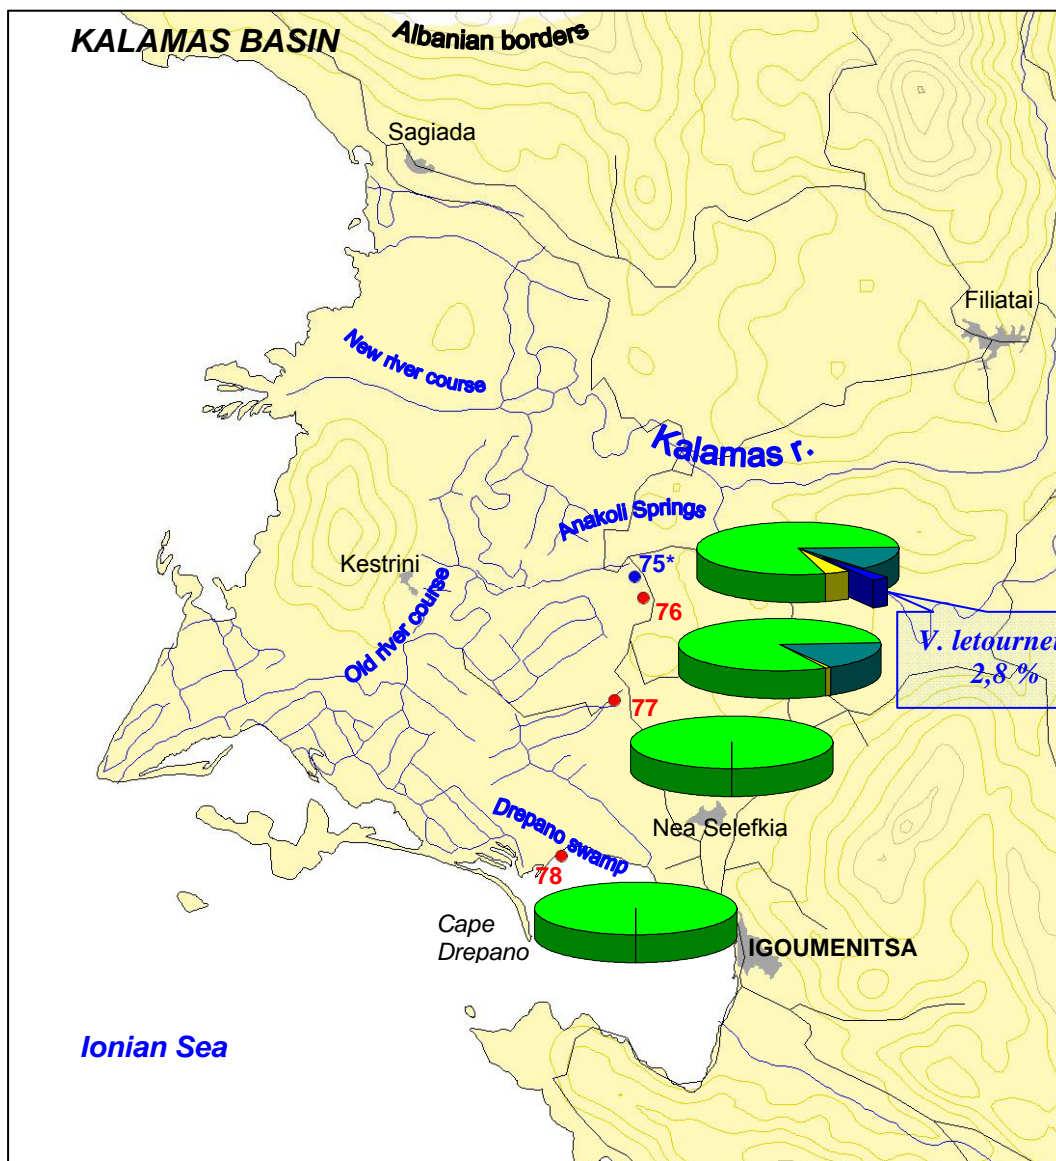 KALAMAS BASIN
Albanian borders
Sagiada
Filiatai
New river course
Kalamas r.
Anakoli Springs
Kestrini
75*
76
Old river course
V. letourne
2,8 %
77
Drepano swamp
Nea Selefkia
78
Cape
Drepano
IGOUMENITSA
Ionian Sea